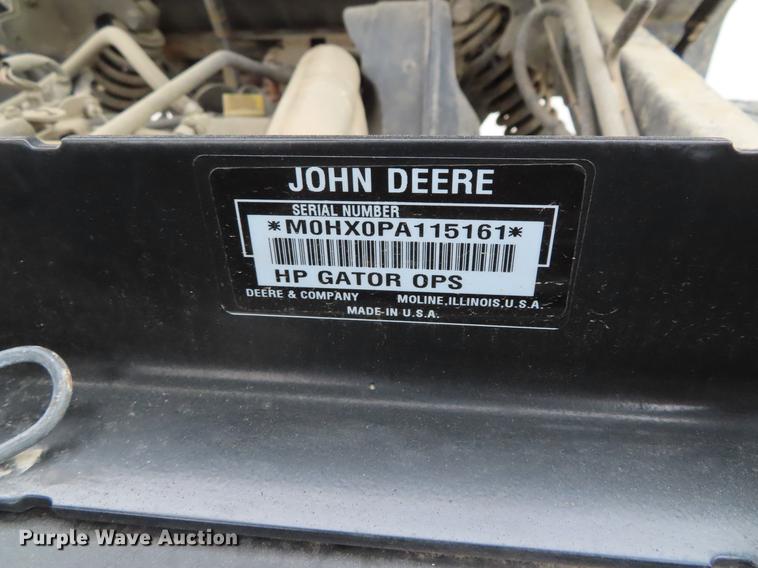 JOHN DEERE
SERIAL NUMBER
*M0HX0PA115161*
HP GATOR OPS
DEERE & COMPANY MOLINE, ILLINOIS, U.S.A.
MADE IN U.S.A.
Purple Wave Auction